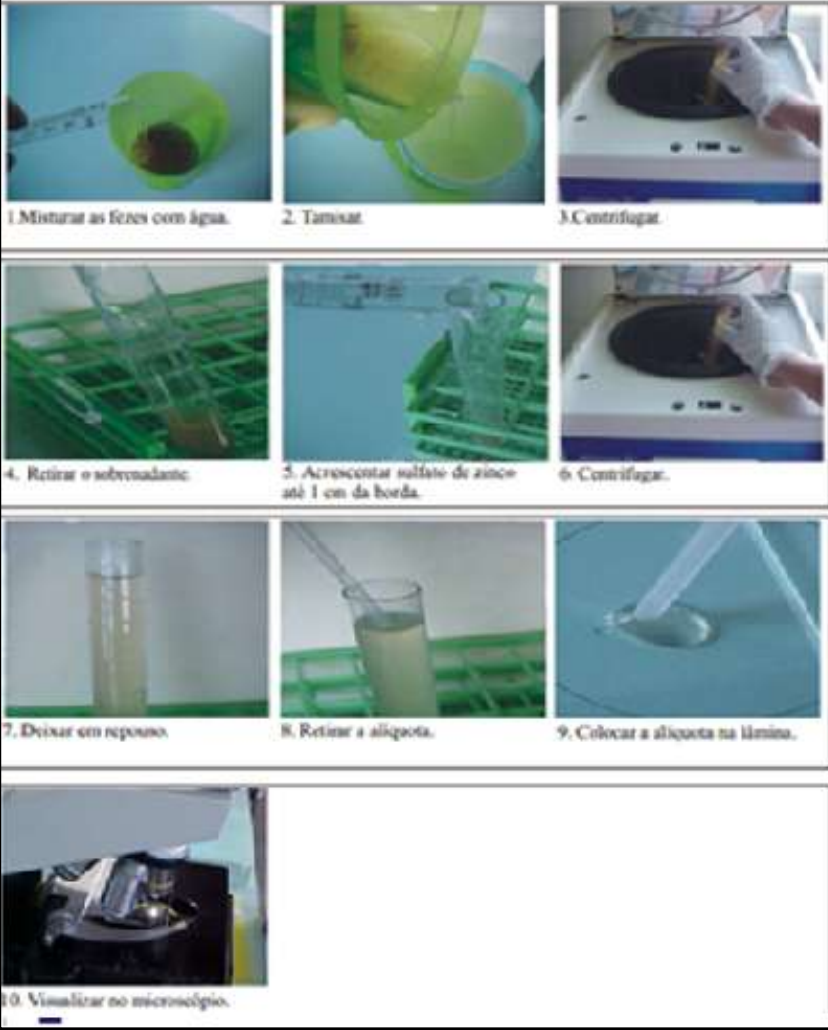 1.Misturar as fezes com água.
2. Tamisar.
3.Centrifugar.
4. Retirar o sobrenadante.
5. Acrescentar sulfato de zinco
até 1 cm da borda.
6. Centrifugar.
7. Deixar em repouso.
8. Retirar a alíquota.
9. Colocar a alíquota na lâmina.
10. Visualizar no microscópio.